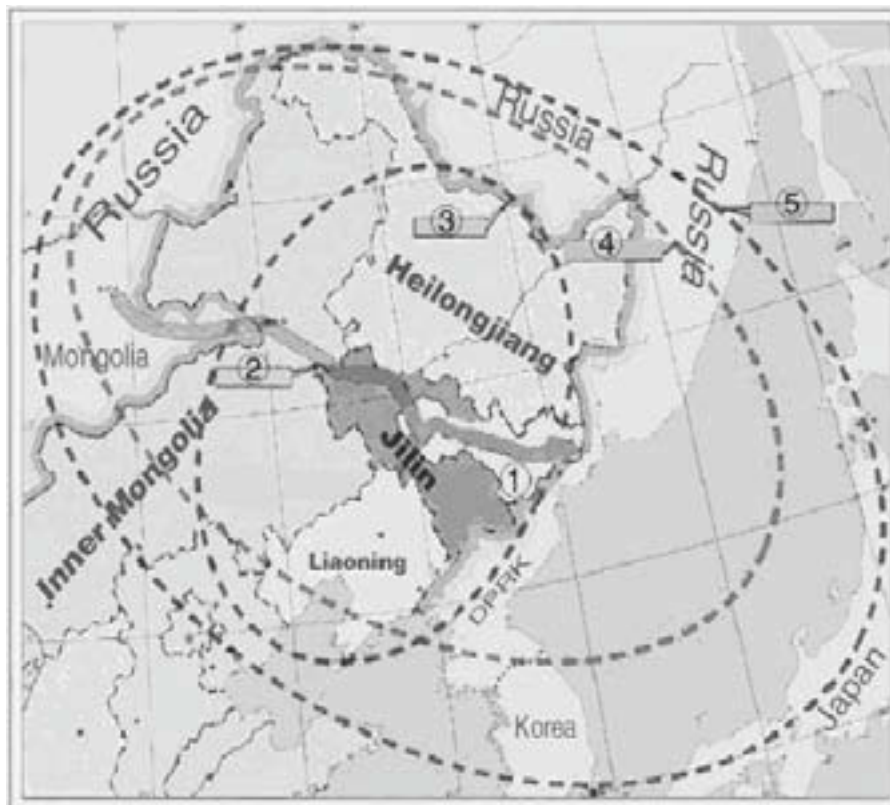 Russia
Russia
Russia
⑤
③
④
Heilongjiang
Mongolia
②
Inner Mongolia
Jilin
①
Liaoning
DPRK
Korea
Japan